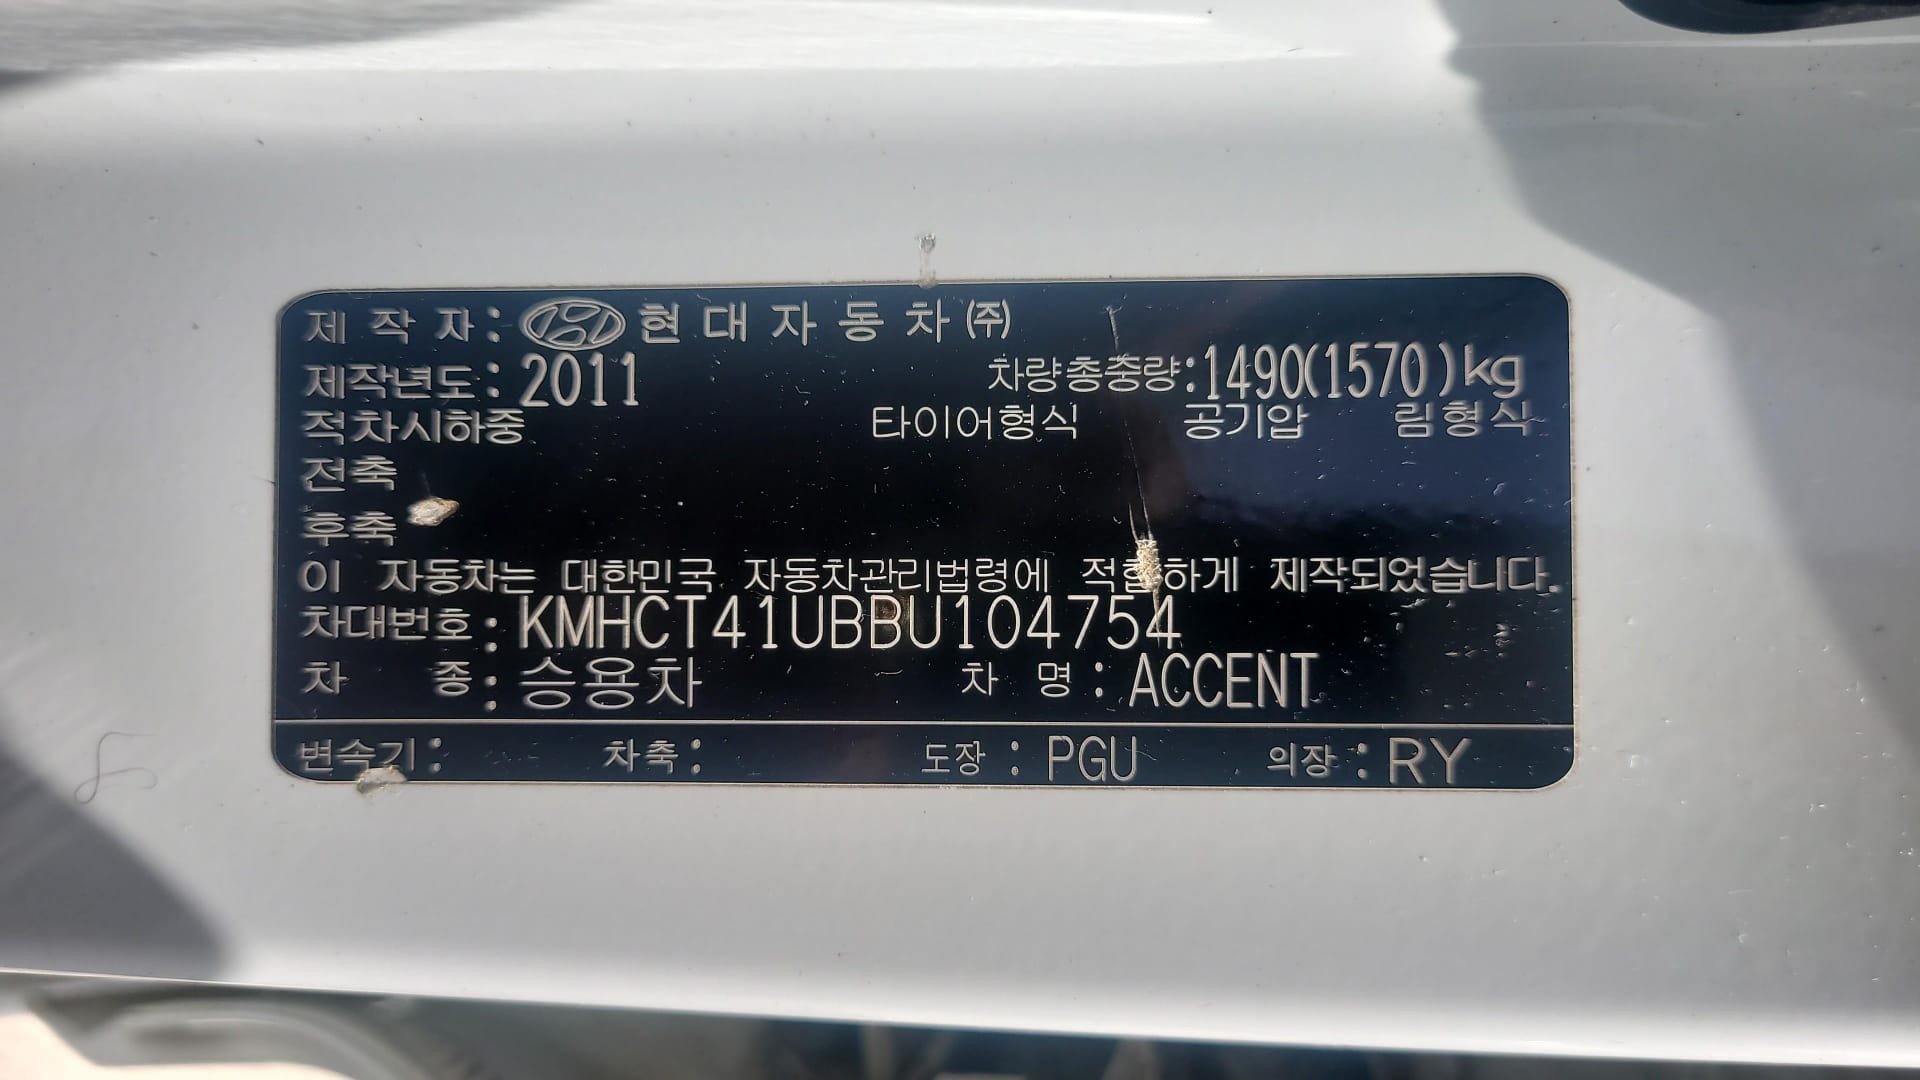 제 작 자 : 현 대 자 동 차 ㈜
제작년도 : 2011 차량총중량 : 1490(1570)kg
적차시하중 타이어형식 공기압 림형식
전축
후축
이 자동차는 대한민국 자동차관리법령에 적합하게 제작되었습니다.
차대번호 : KMHCT41UBBU104754
차 종 : 승용차 차 명 : ACCENT
변속기 : 차축 : 도장 : PGU 의장 : RY